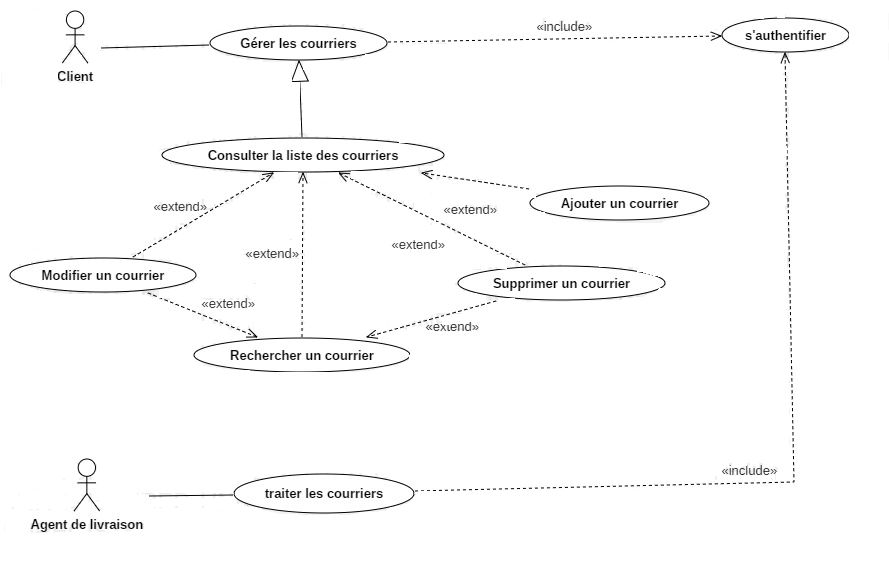 «include»
s'authentifier
Gérer les courriers
Client
Consulter la liste des courriers
Ajouter un courrier
«extend»
«extend»
«extend»
«extend»
Modifier un courrier
Supprimer un courrier
«extend»
«extend»
Rechercher un courrier
«include»
traiter les courriers
Agent de livraison